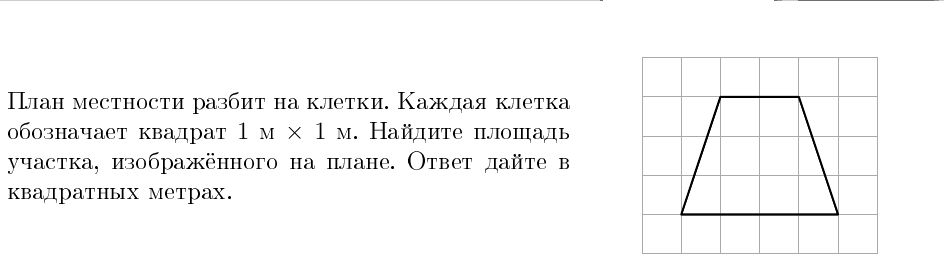 План местности разбит на клетки. Каждая клетка
обозначает квадрат 1 м × 1 м. Найдите площадь
участка, изображённого на плане. Ответ дайте в
квадратных метрах.